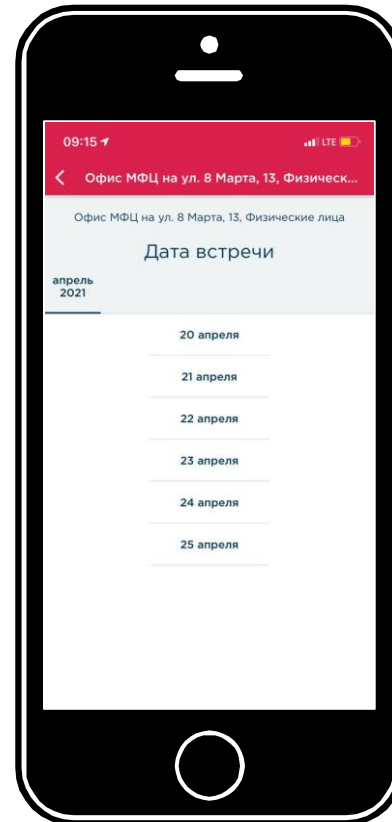 09:15
LTE
Офис МФЦ на ул. 8 Марта, 13, Физическ...
Офис МФЦ на ул. 8 Марта, 13, Физические лица
Дата встречи
апрель
2021
20 апреля
21 апреля
22 апреля
23 апреля
24 апреля
25 апреля